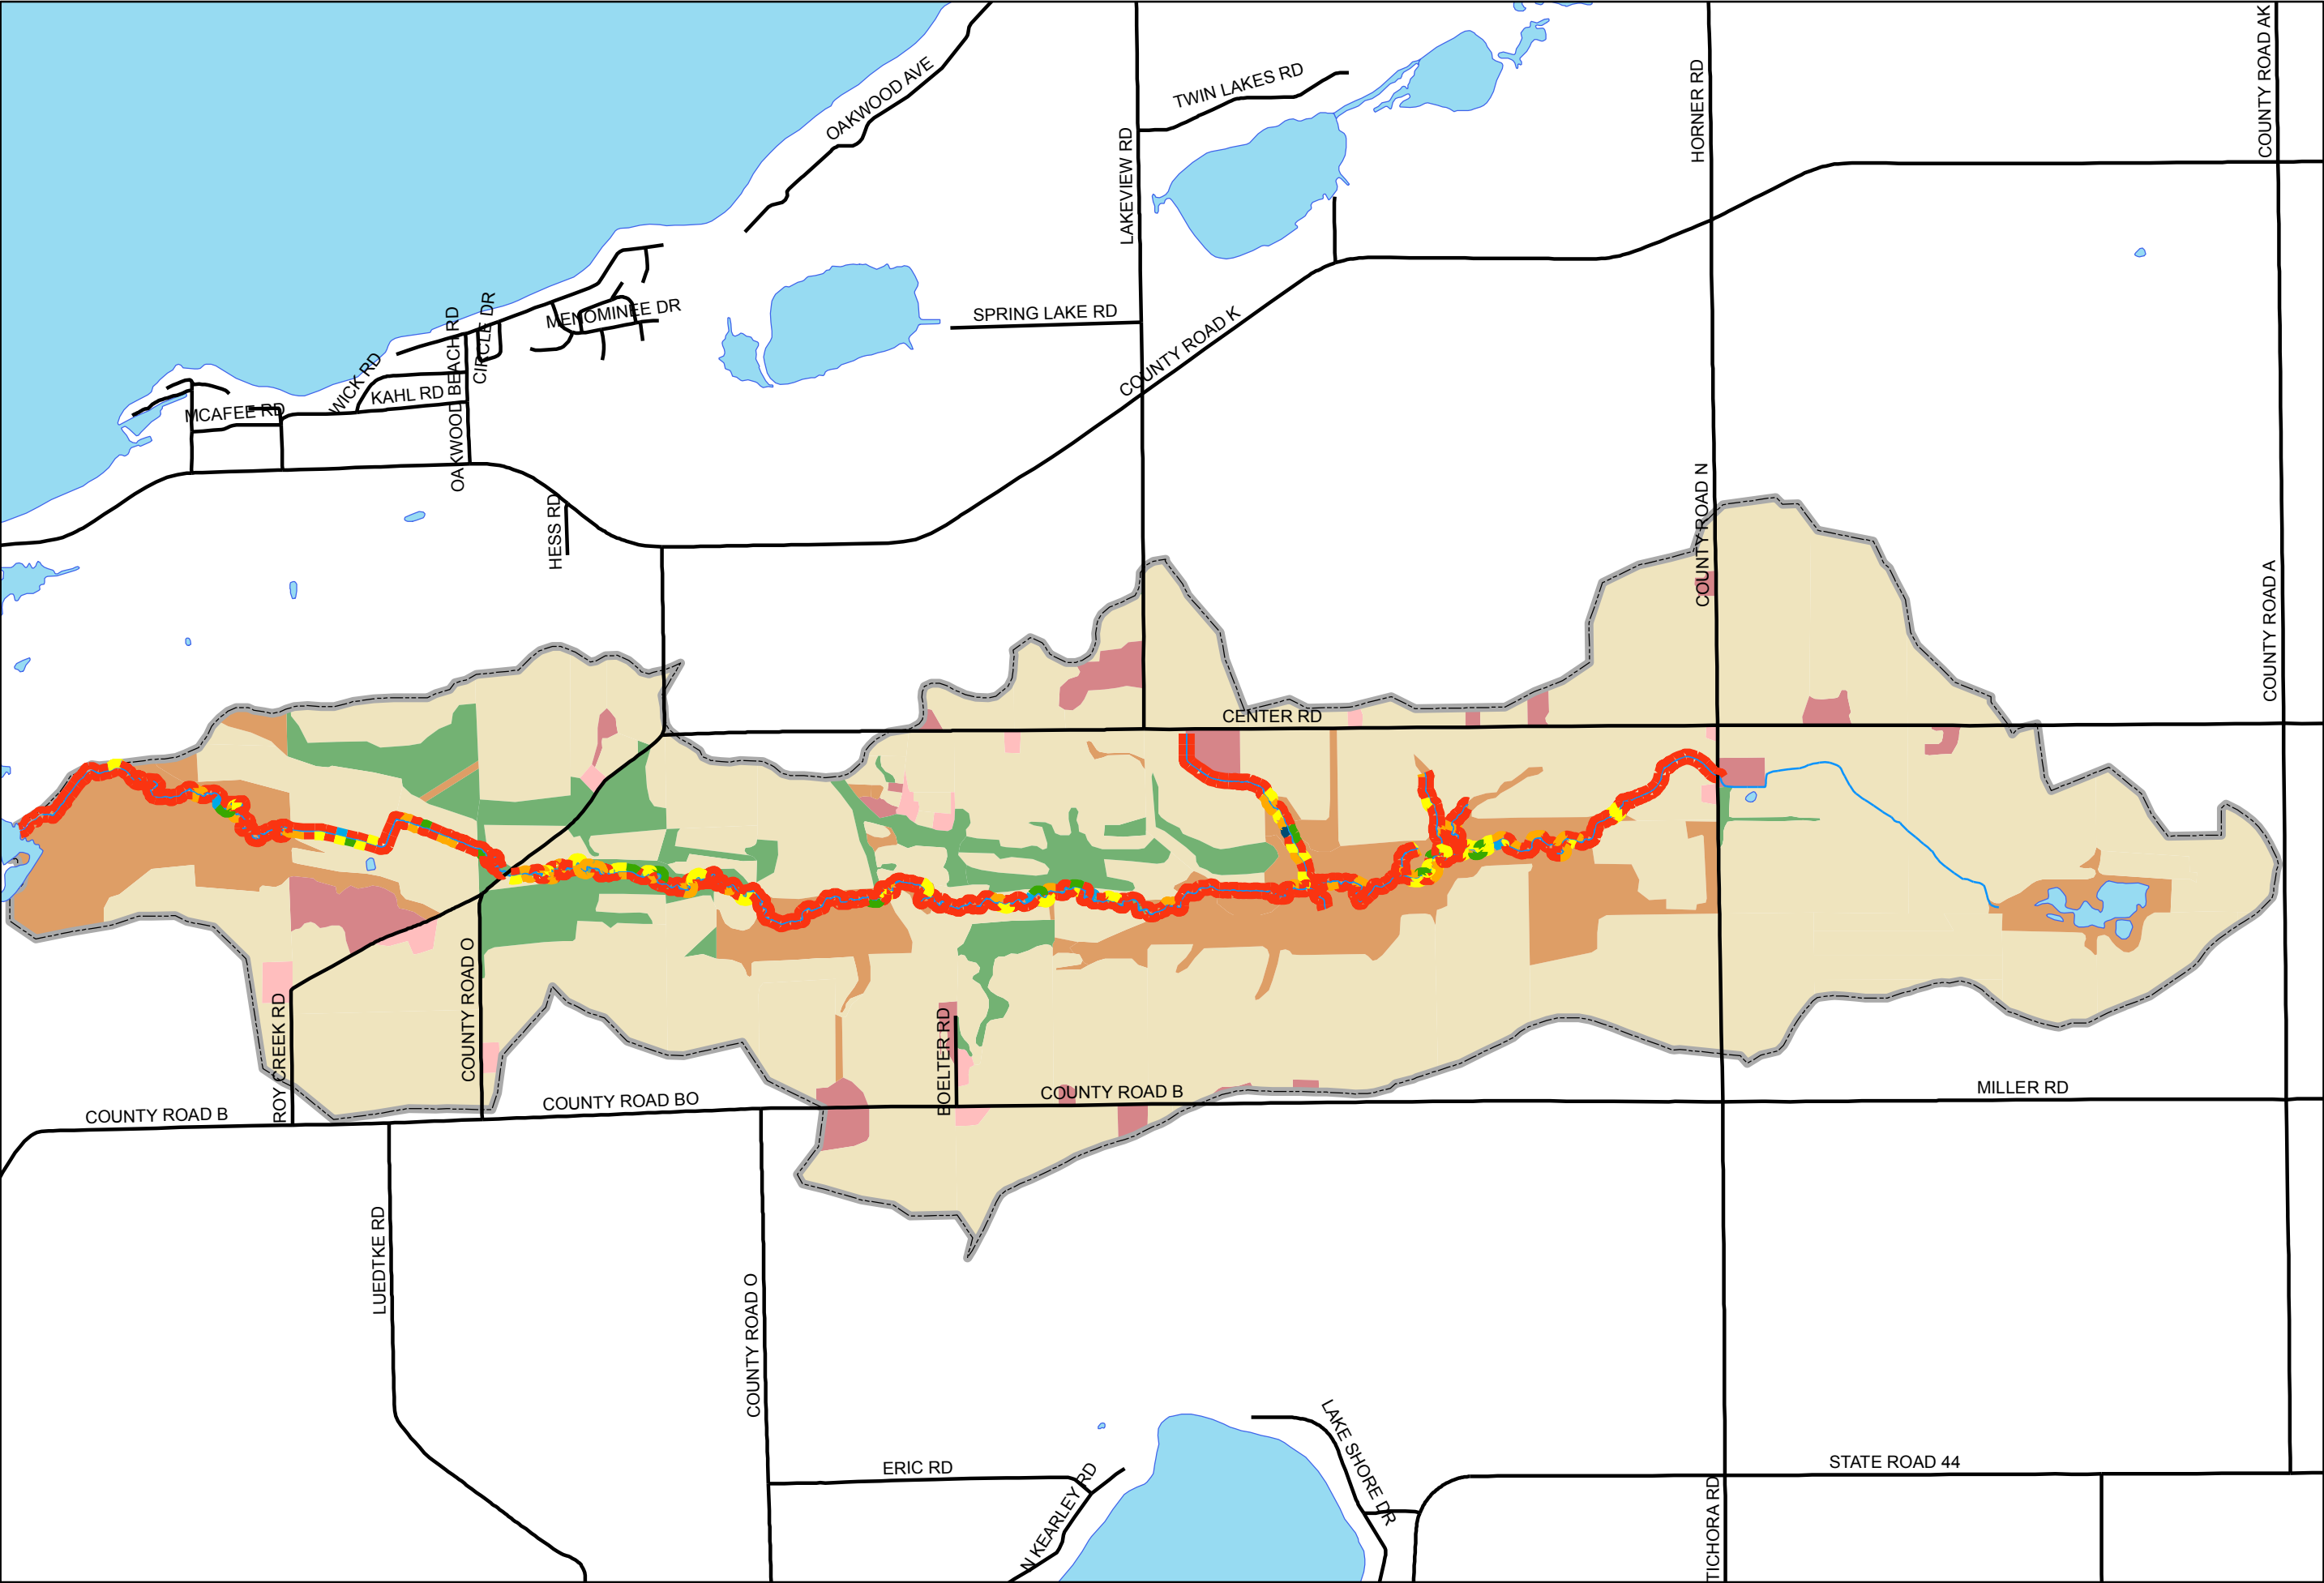 COUNTY ROAD AK
OAKWOOD AVE
TWIN LAKES RD
HORNER RD
LAKEVIEW RD
SPRING LAKE RD
COUNTY ROAD K
MENOMINEE DR
CIRCLE DR
OAKWOOD BEACH RD
WICK RD
KAHL RD
MCAFEE RD
HESS RD
COUNTY ROAD N
COUNTY ROAD A
CENTER RD
COUNTY ROAD O
ROY CREEK RD
BOELTER RD
COUNTY ROAD B
COUNTY ROAD BO
COUNTY ROAD B
MILLER RD
LUEDTKE RD
COUNTY ROAD O
LAKE SHORE DR
ERIC RD
N KEARLEY RD
STATE ROAD 44
TICHORA RD